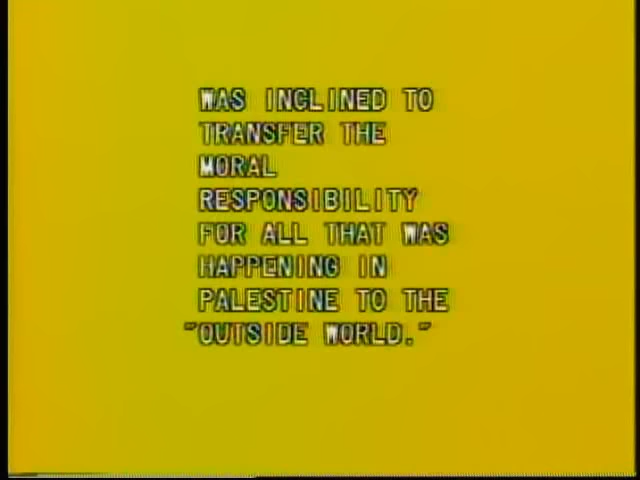 WAS INCLINED TO
TRANSFER THE
MORAL
RESPONSIBILITY
FOR ALL THAT WAS
HAPPENING IN
PALESTINE TO THE
"OUTSIDE WORLD."